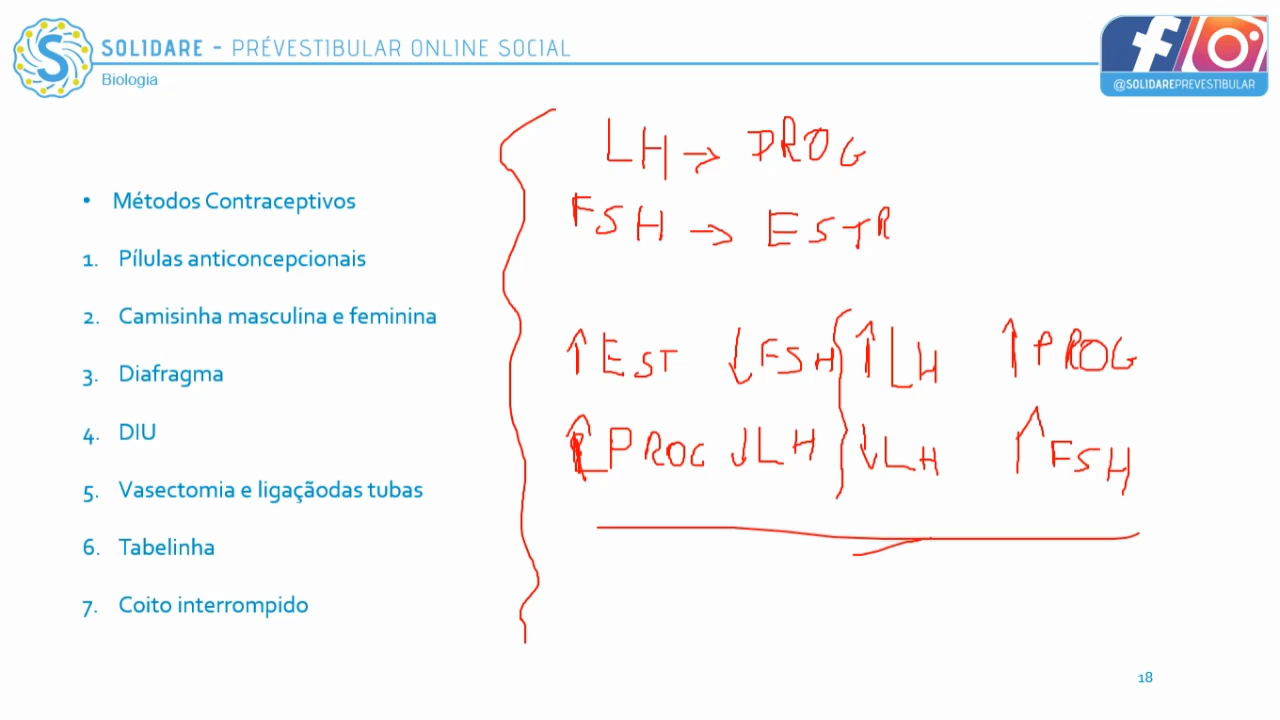 SOLIDARE - PRÉVESTIBULAR ONLINE SOCIAL
Biologia
@SOLIDAREPREVESTIBULAR
• Métodos Contraceptivos
1. Pílulas anticoncepcionais
2. Camisinha masculina e feminina
3. Diafragma
4. DIU
5. Vasectomia e ligaçãodas tubas
6. Tabelinha
7. Coito interrompido
LH → PROG
FSH → ESTR
↑ EST ↓ FSH ↑ LH ↑ PROG
↑ PROG ↓ LH ↓ LH ↑ FSH
18